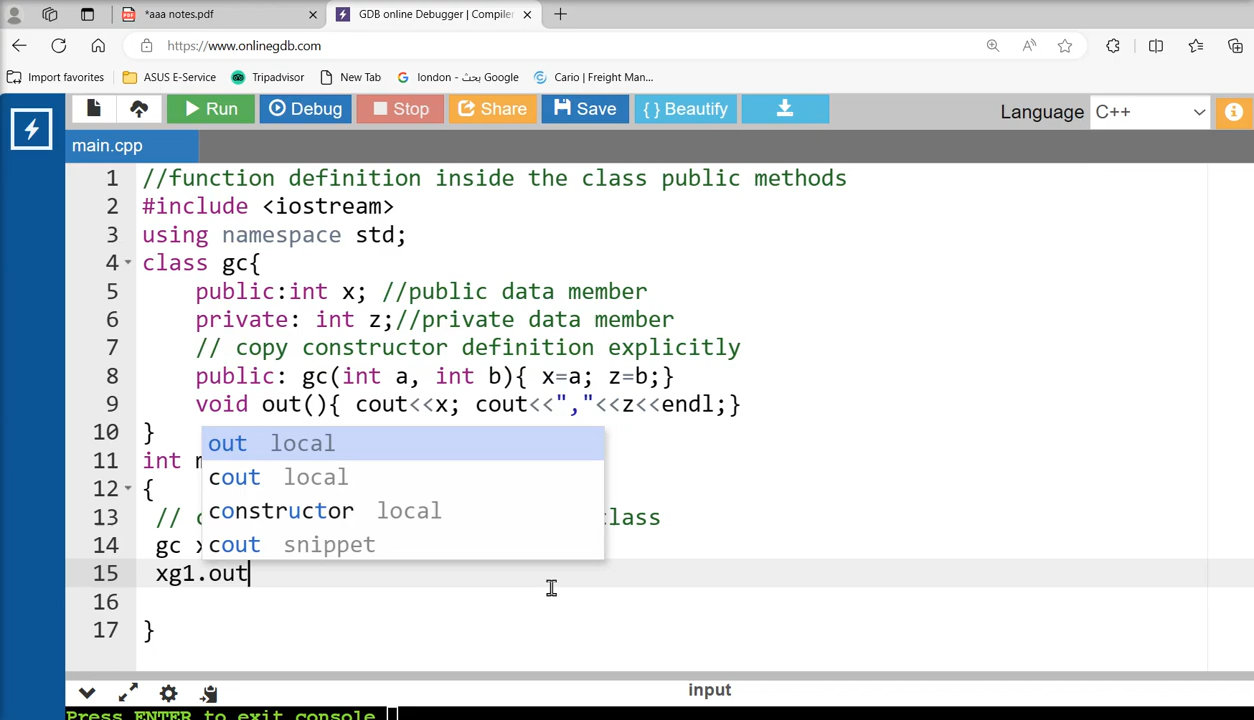 *aaa notes.pdf
GDB online Debugger | Compiler
https://www.onlinegdb.com
Import favorites ASUS E-Service Tripadvisor New Tab london - بحث Google Cario | Freight Man...
Run Debug Stop Share Save { } Beautify Language C++
main.cpp
1 //function definition inside the class public methods
2 #include <iostream>
3 using namespace std;
4 class gc{
5 public:int x; //public data member
6 private: int z;//private data member
7 // copy constructor definition explicitly
8 public: gc(int a, int b){ x=a; z=b;}
9 void out(){ cout<<x; cout<<","<<z<<endl;}
10 }
out local
11 int
cout local
12 {
constructor local
13 // class
cout snippet
14 gc
15 xg1.out
16
17 }
input
Press ENTER to exit console